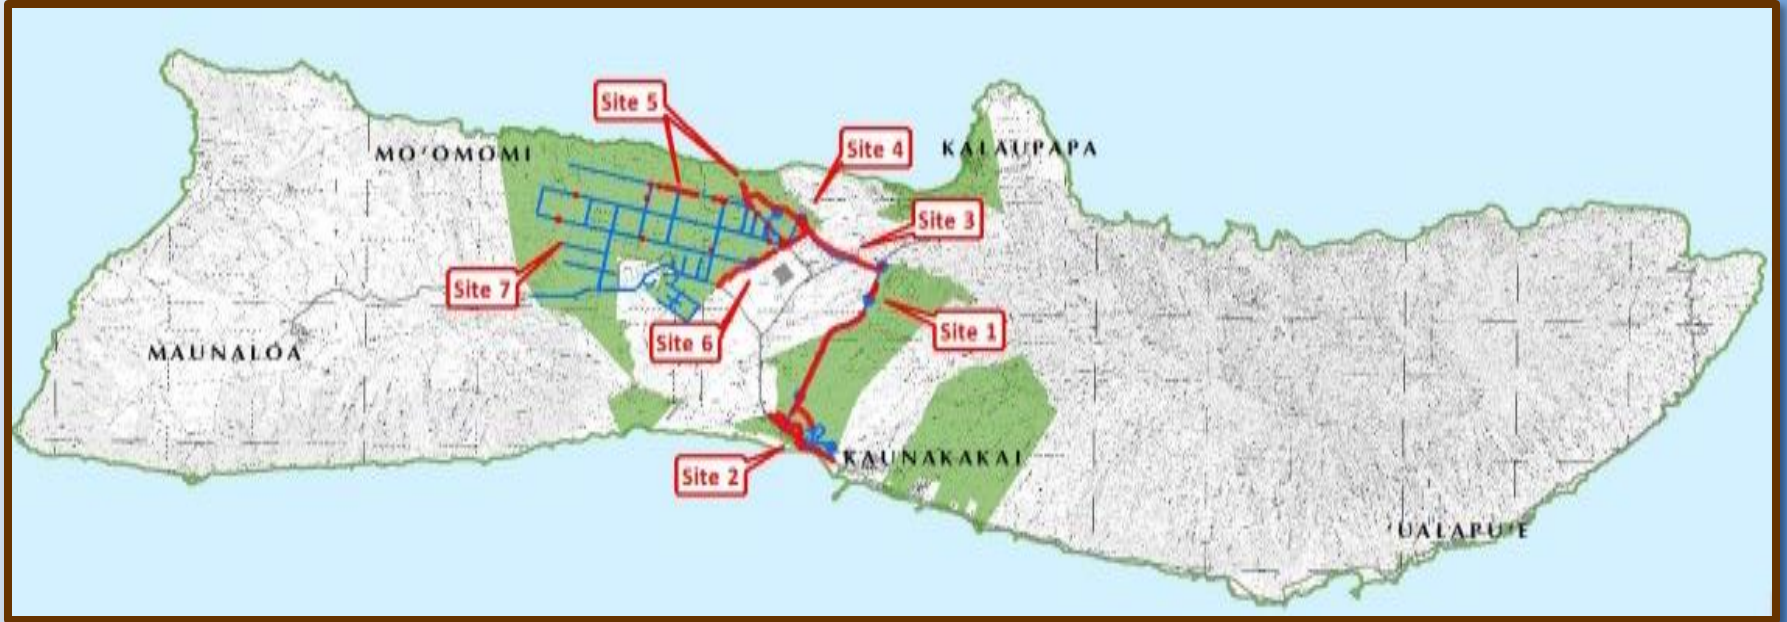 Site 5
Site 4
MO'OMOMI
KALAUPAPA
Site 3
Site 7
Site 1
Site 6
MAUNALOA
KAUNAKAKAI
Site 2
'UALAPU'E